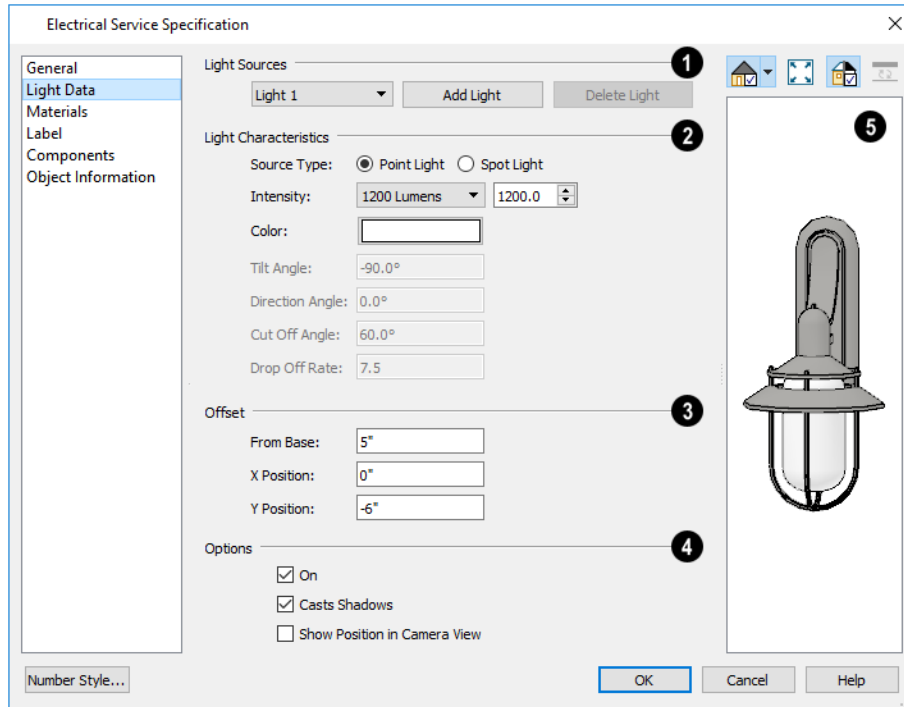 Electrical Service Specification
General
Light Data
Materials
Label
Components
Object Information
Light Sources 1
Light 1 Add Light Delete Light
Light Characteristics 2
Source Type: Point Light Spot Light
Intensity: 1200 Lumens 1200.0
Color:
Tilt Angle: -90.0°
Direction Angle: 0.0°
Cut Off Angle: 60.0°
Drop Off Rate: 7.5
Offset 3
From Base: 5"
X Position: 0"
Y Position: -6"
Options 4
On
Casts Shadows
Show Position in Camera View
5
Number Style... OK Cancel Help